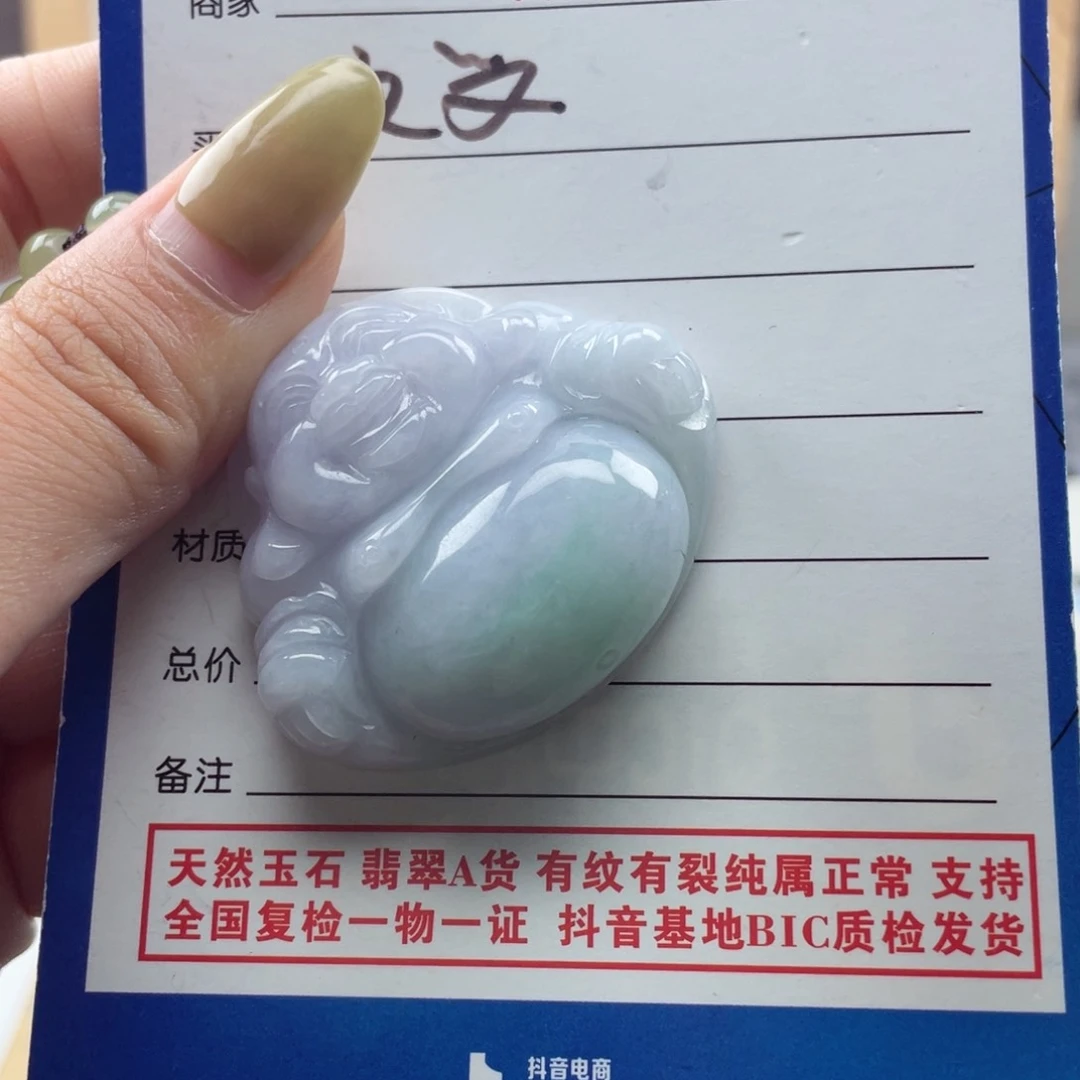 商家
材质
总价
备注
天然玉石 翡翠A货 有纹有裂纯属正常 支持
全国复检一物一证 抖音基地BIC质检发货
抖音电商